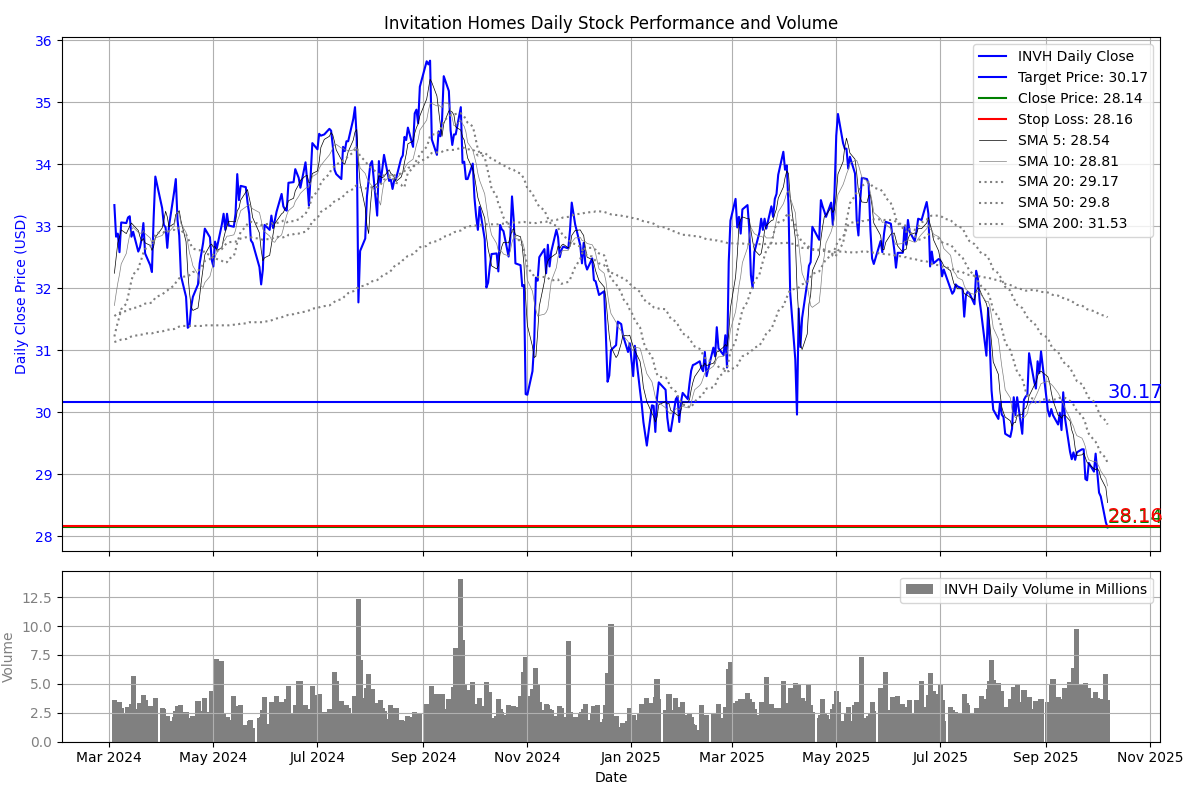 Invitation Homes Daily Stock Performance and Volume
36
35
34
33
32
31
30
29
28
Daily Close Price (USD)
INVH Daily Close
Target Price: 30.17
Close Price: 28.14
Stop Loss: 28.16
SMA 5: 28.54
SMA 10: 28.81
SMA 20: 29.17
SMA 50: 29.8
SMA 200: 31.53
30.17
28.16
12.5
10.0
7.5
5.0
2.5
0.0
Volume
INVH Daily Volume in Millions
Mar 2024 May 2024 Jul 2024 Sep 2024 Nov 2024 Jan 2025 Mar 2025 May 2025 Jul 2025 Sep 2025 Nov 2025
Date